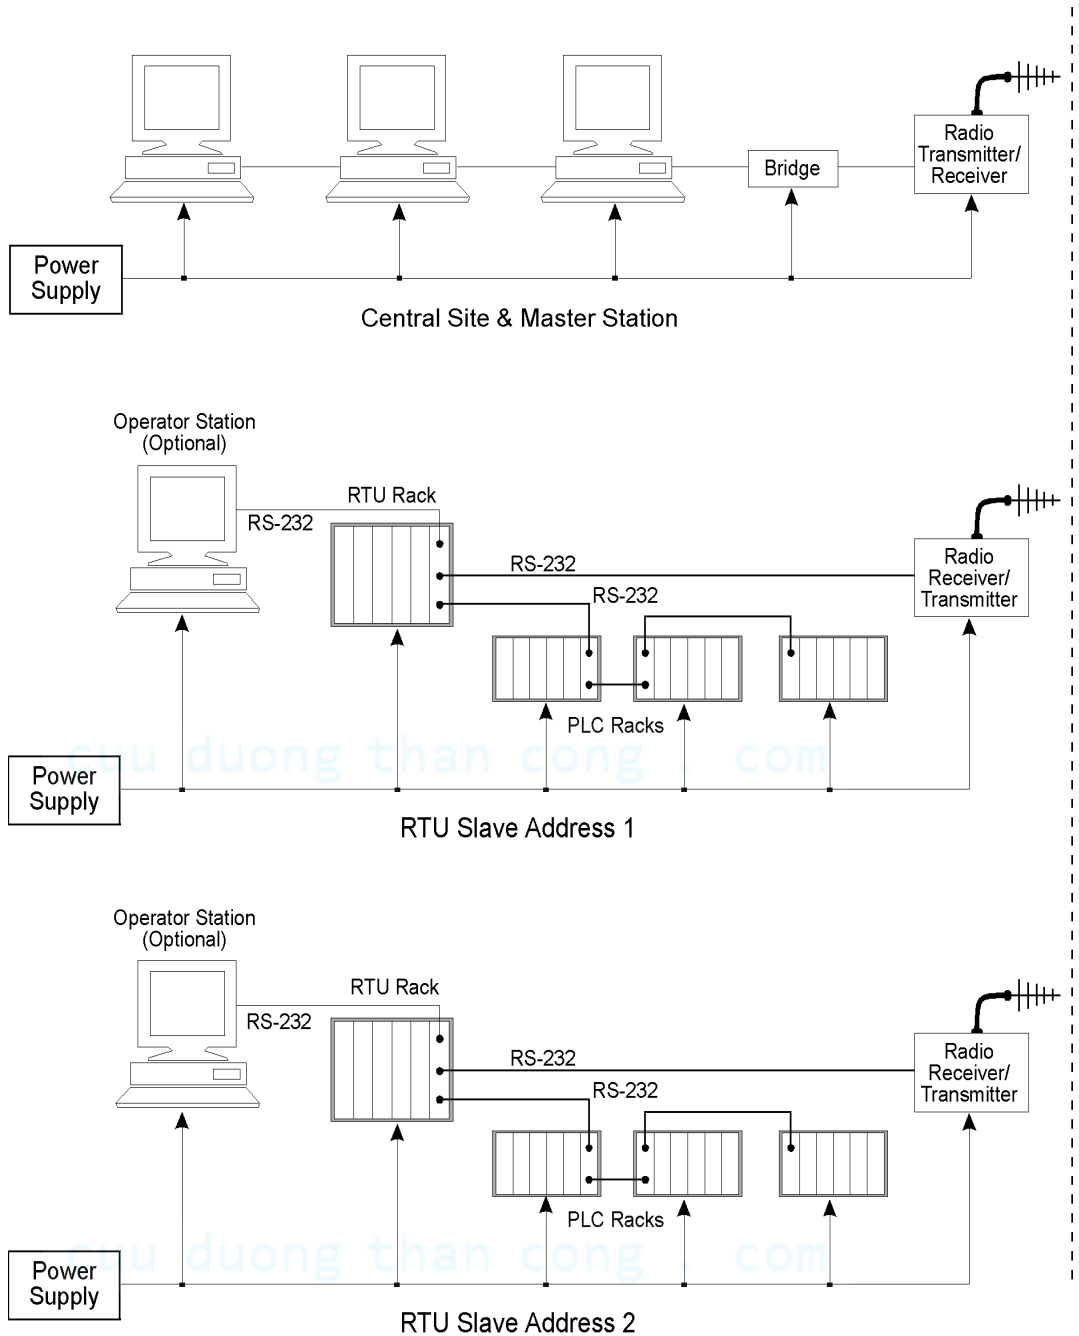 Radio
Transmitter/
Receiver
Bridge
Power
Supply
Central Site & Master Station
Operator Station
(Optional)
RTU Rack
RS-232
RS-232
RS-232
Radio
Receiver/
Transmitter
PLC Racks
cuu duong than cong . com
Power
Supply
RTU Slave Address 1
Operator Station
(Optional)
RTU Rack
RS-232
RS-232
RS-232
Radio
Receiver/
Transmitter
PLC Racks
cuu duong than cong . com
Power
Supply
RTU Slave Address 2